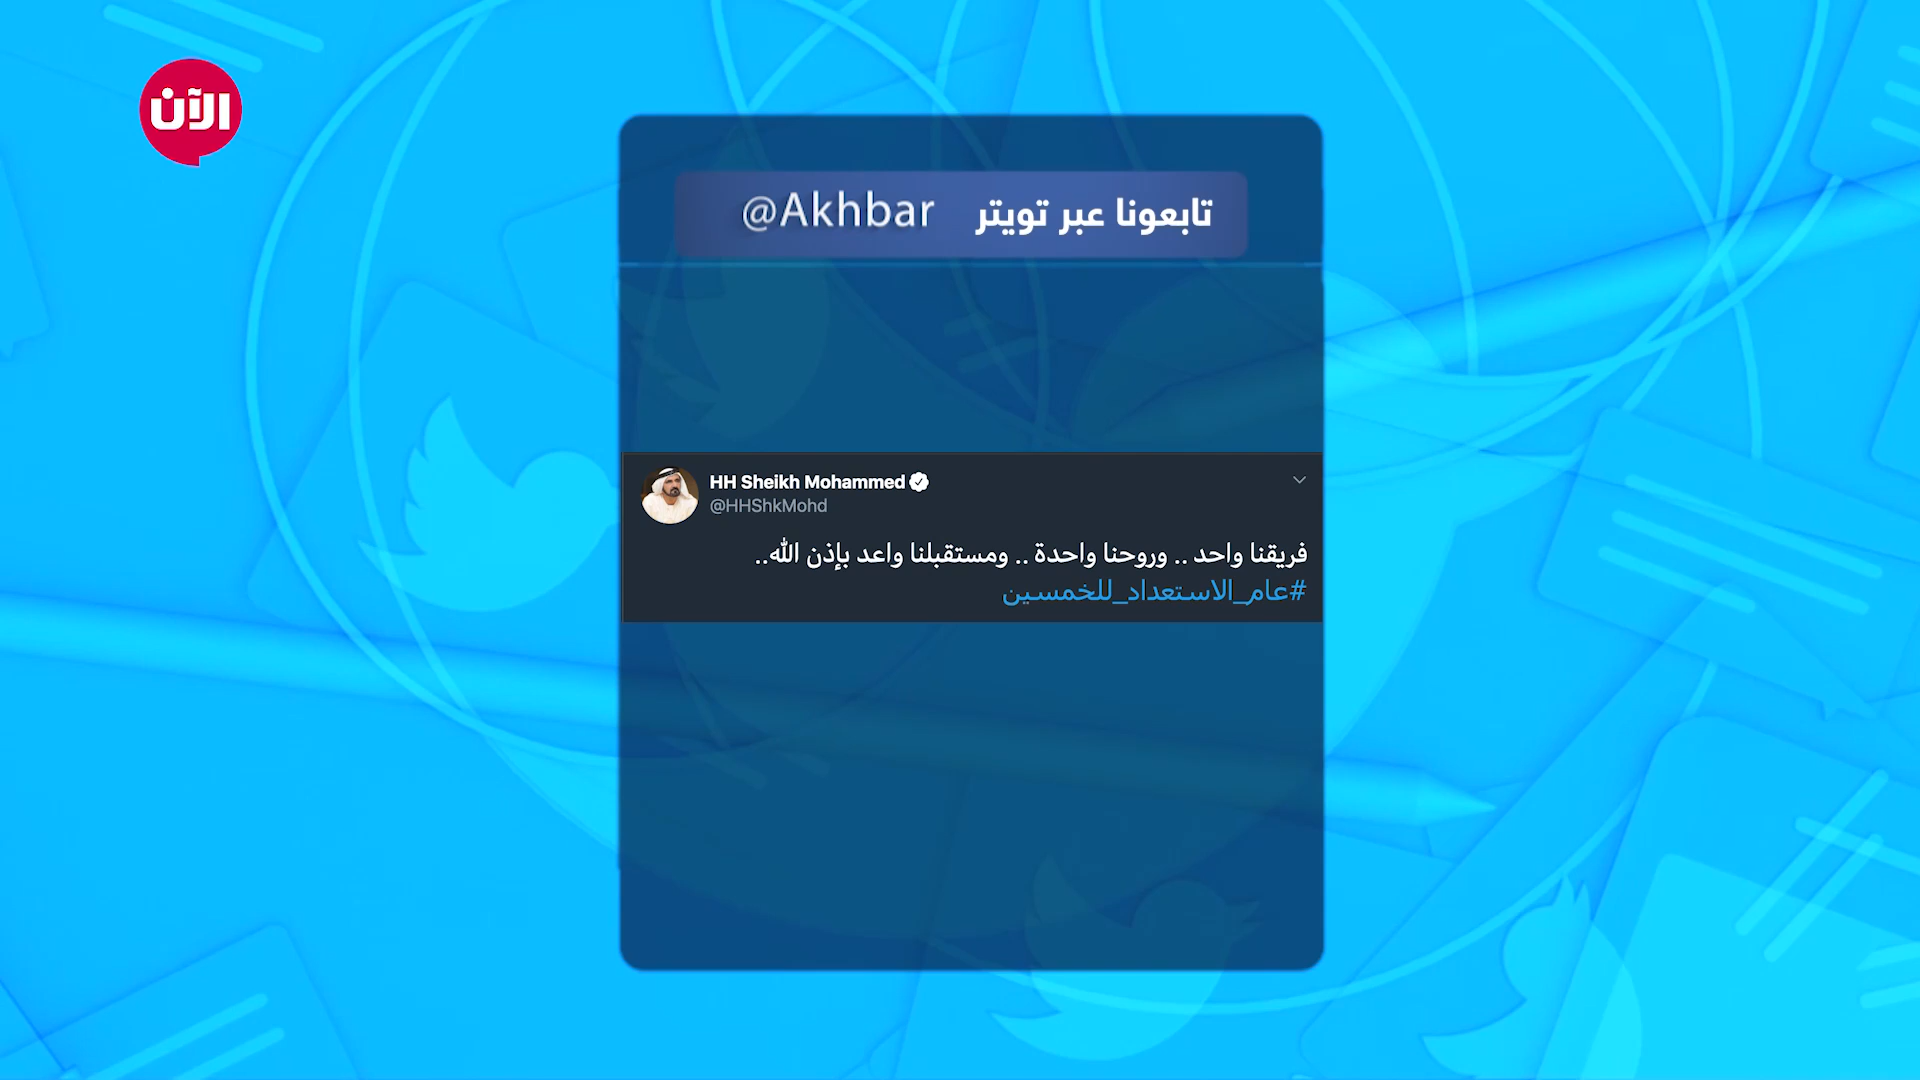 الآن
تابعونا عبر تويتر @Akhbar
HH Sheikh Mohammed
@HHShkMohd
فريقنا واحد .. وروحنا واحدة .. ومستقبلنا واعد بإذن الله..
#عام_الاستعداد_للخمسين